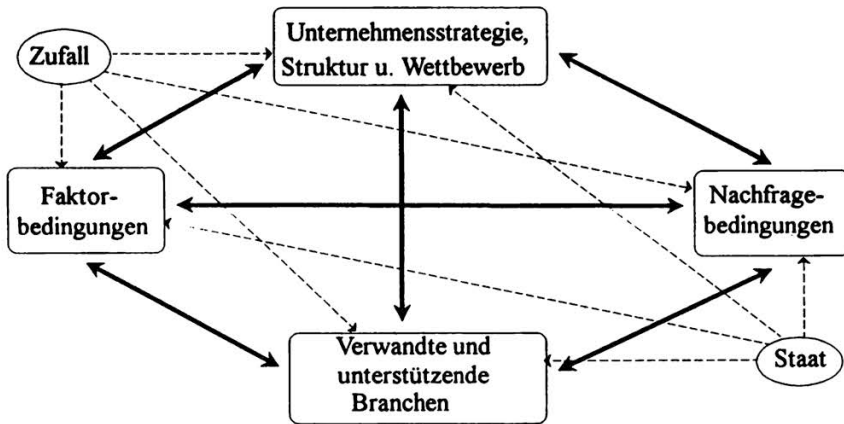 Unternehmensstrategie,
Struktur u. Wettbewerb
Zufall
Faktor-
bedingungen
Nachfrage-
bedingungen
Verwandte und
unterstützende
Branchen
Staat